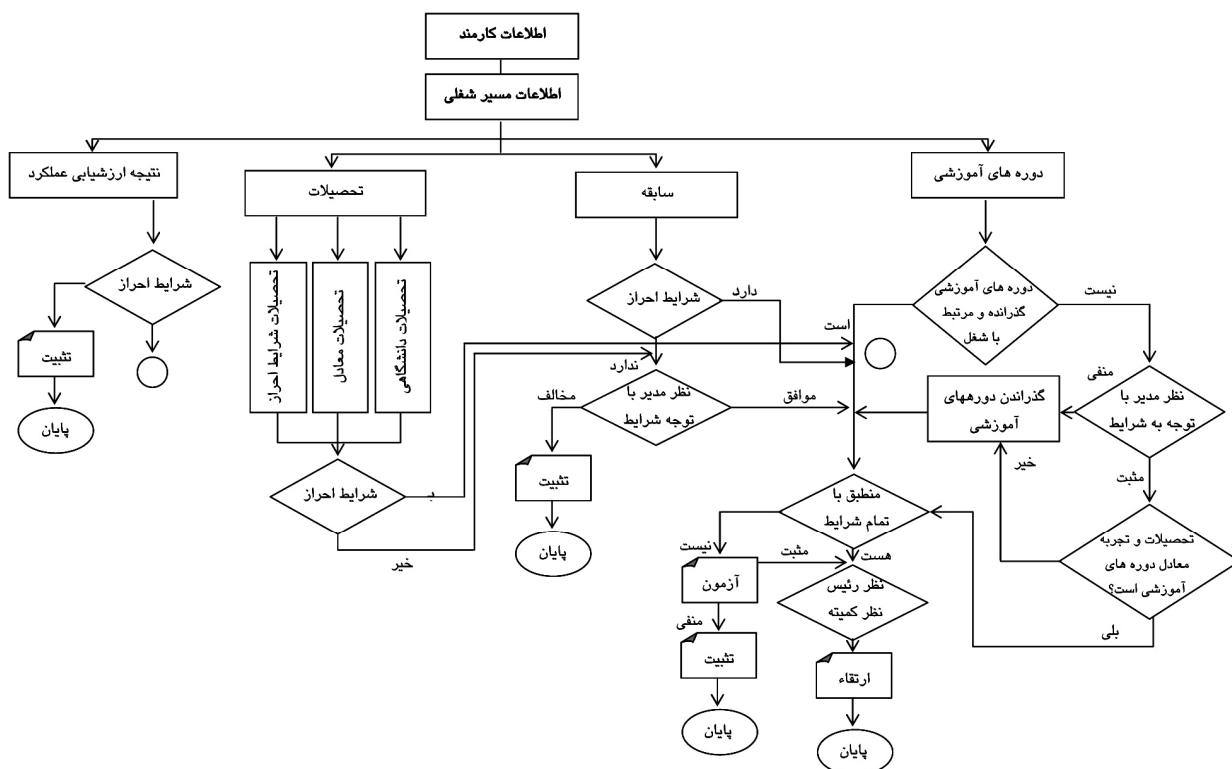 اطلاعات کارمند
اطلاعات مسیر شغلی
دوره های آموزشی
سابقه
تحصیلات
نتیجه ارزشیابی عملکرد
دوره های آموزشی
گذرانده و مرتبط
با شغل
نیست
است
شرایط احراز
دارد
ندارد
تحصیلات دانشگاهی
تحصیلات معادل
تحصیلات شرایط احراز
شرایط احراز
تثبیت
پایان
نظر مدیر با
توجه به شرایط
منفی
مثبت
گذراندن دورههای
آموزشی
خیر
نظر مدیر با
توجه شرایط
موافق
مخالف
تثبیت
پایان
شرایط احراز
خیر
تحصیلات و تجربه
معادل دوره های
آموزشی است؟
بلی
منطبق با
تمام شرایط
هست
نیست
آزمون
مثبت
منفی
نظر رئیس
نظر کمیته
تثبیت
پایان
ارتقاء
پایان